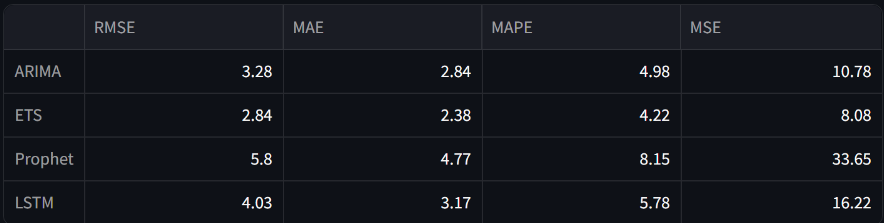 RMSE MAE MAPE MSE
ARIMA 3.28 2.84 4.98 10.78
ETS 2.84 2.38 4.22 8.08
Prophet 5.8 4.77 8.15 33.65
LSTM 4.03 3.17 5.78 16.22